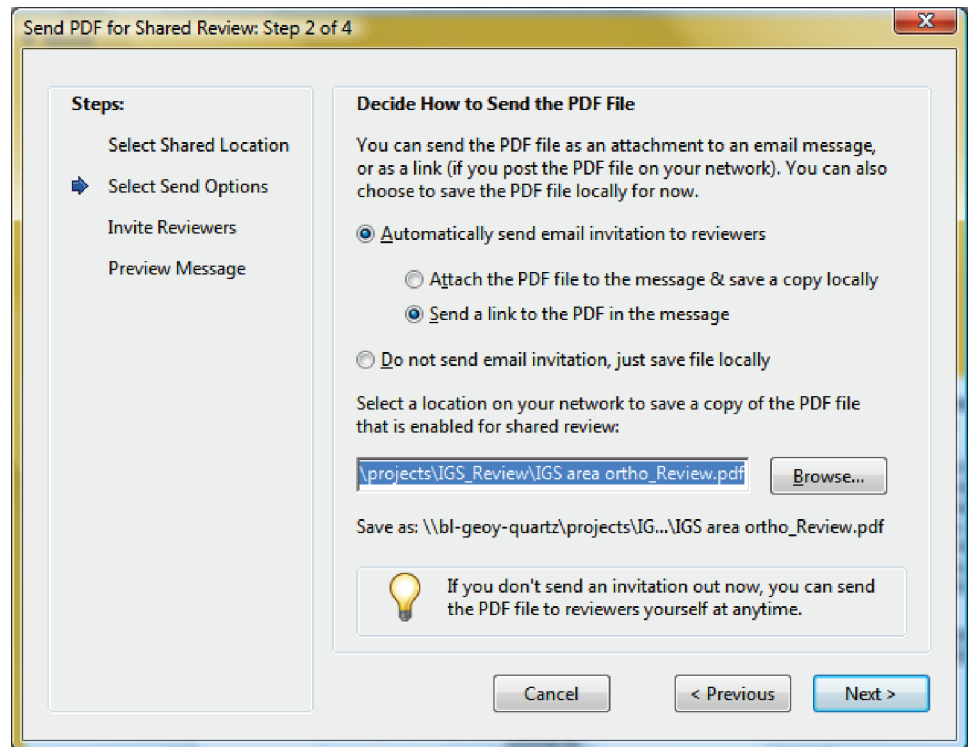 Send PDF for Shared Review: Step 2 of 4
Steps:
Select Shared Location
Select Send Options
Invite Reviewers
Preview Message
Decide How to Send the PDF File
You can send the PDF file as an attachment to an email message,
or as a link (if you post the PDF file on your network). You can also
choose to save the PDF file locally for now.
Automatically send email invitation to reviewers
Attach the PDF file to the message & save a copy locally
Send a link to the PDF in the message
Do not send email invitation, just save file locally
Select a location on your network to save a copy of the PDF file
that is enabled for shared review:
\projects\IGS_Review\IGS area ortho_Review.pdf
Browse...
Save as: \\bl-geoy-quartz\projects\IG...\IGS area ortho_Review.pdf
If you don't send an invitation out now, you can send
the PDF file to reviewers yourself at anytime.
Cancel
< Previous
Next >